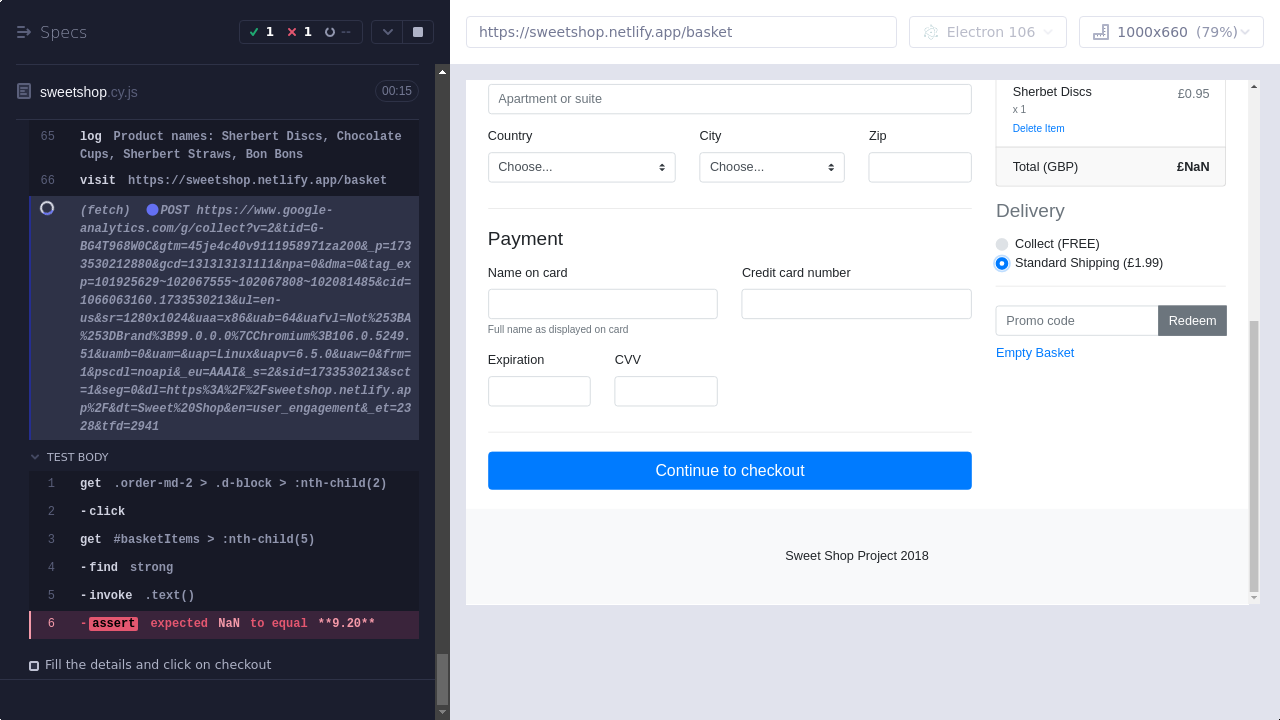 Specs
1
1
--
sweetshop.cy.js
00:15
65 log Product names: Sherbert Discs, Chocolate
Cups, Sherbert Straws, Bon Bons
66 visit https://sweetshop.netlify.app/basket
(fetch) POST https://www.google-
analytics.com/g/collect?v=2&tid=G-
BG4T968W0C&gtm=45je4c40v9111958971za200&_p=173
3530212880&gcd=13l3l3l3l1l1&npa=0&dma=0&tag_ex
p=101925629~102067555~102067808~102081485&cid=
1066063160.1733530213&ul=en-
us&sr=1280x1024&uaa=x86&uab=64&uafvl=Not%253BA
%253DBrand%3B99.0.0.0%7CChromium%3B106.0.5249.
51&uamb=0&uam=&uap=Linux&uapv=6.5.0&uaw=0&frm=
1&pscdl=noapi&_eu=AAAI&_s=2&sid=1733530213&sct
=1&seg=0&dl=https%3A%2F%2Fsweetshop.netlify.ap
p%2F&dt=Sweet%20Shop&en=user_engagement&_et=23
28&tfd=2941
TEST BODY
1 get .order-md-2 > .d-block > :nth-child(2)
2 -click
3 get #basketItems > :nth-child(5)
4 -find strong
5 -invoke .text()
6 -assert expected NaN to equal **9.20**
Fill the details and click on checkout
https://sweetshop.netlify.app/basket
Electron 106
1000x660 (79%)
Apartment or suite
Country City Zip
Choose... Choose...
Payment
Name on card Credit card number
Full name as displayed on card
Expiration CVV
Continue to checkout
Sherbet Discs £0.95
x 1
Delete Item
Total (GBP) £NaN
Delivery
Collect (FREE)
Standard Shipping (£1.99)
Promo code Redeem
Empty Basket
Sweet Shop Project 2018